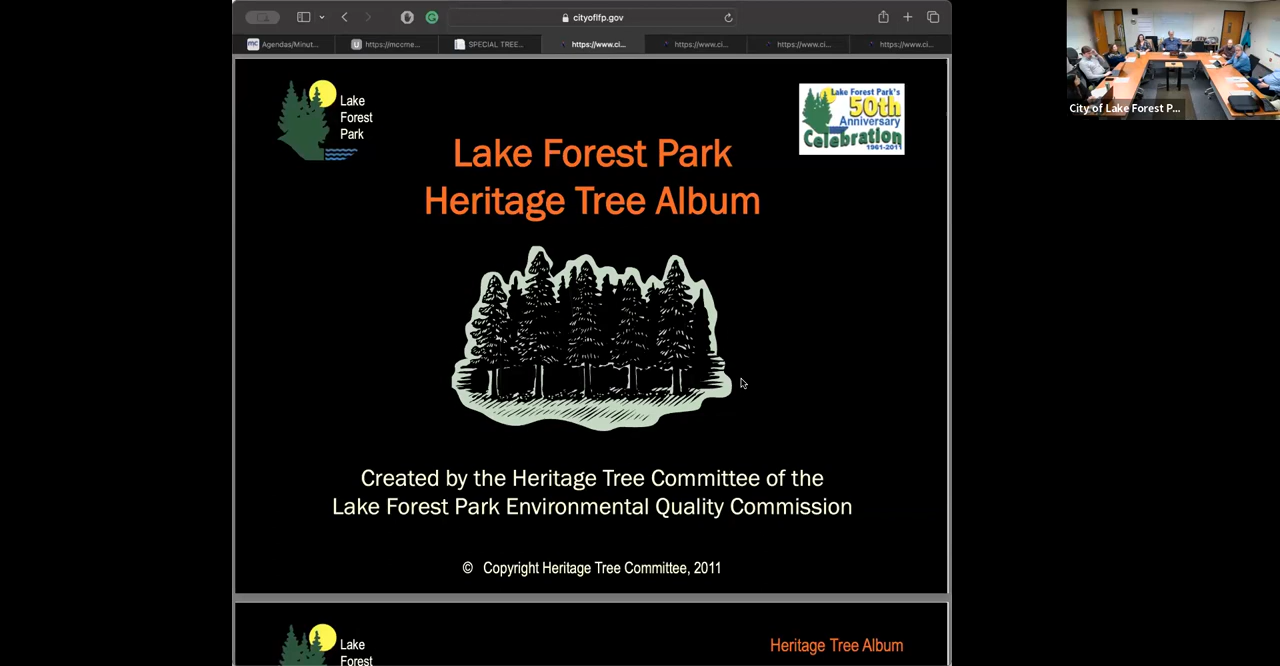 cityoflfp.gov
Agendas/Minut...
https://mccme...
SPECIAL TREE...
https://www.ci...
https://www.ci...
https://www.ci...
https://www.ci...
Lake
Forest
Park
Lake Forest Park's
50th
Anniversary
Celebration
1961-2011
Lake Forest Park
Heritage Tree Album
Created by the Heritage Tree Committee of the
Lake Forest Park Environmental Quality Commission
© Copyright Heritage Tree Committee, 2011
Lake
Forest
Heritage Tree Album
City of Lake Forest P...